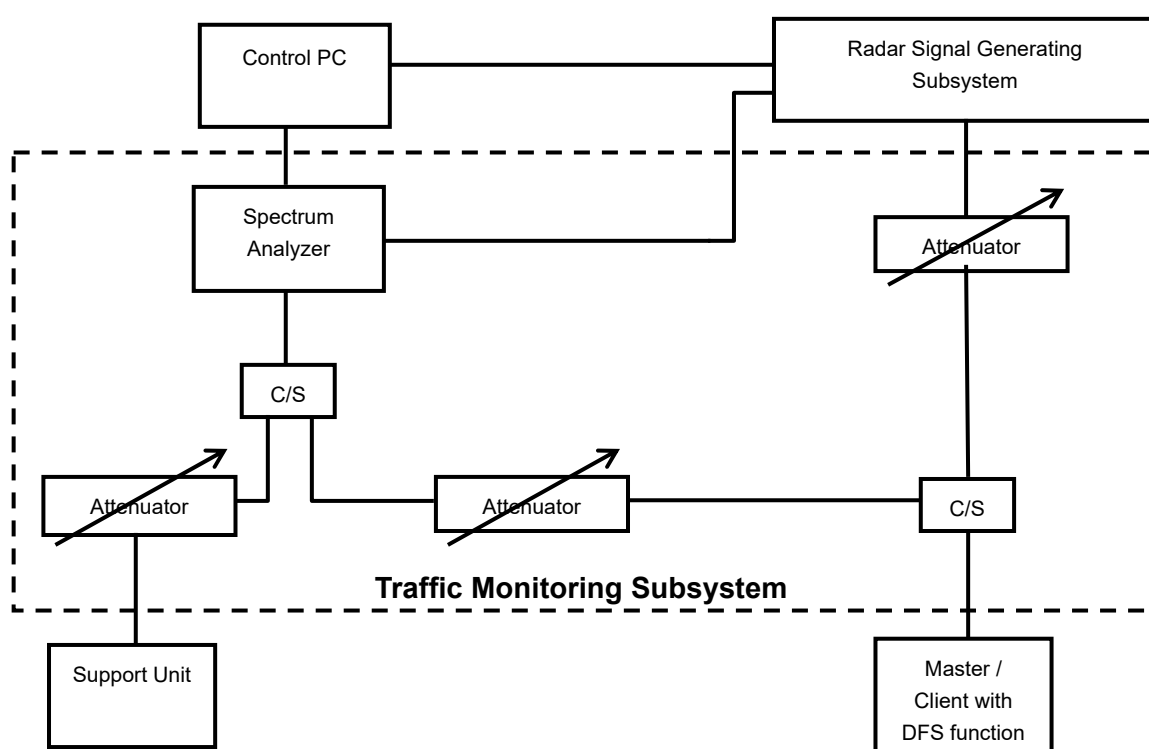 Control PC
Radar Signal Generating
Subsystem
Spectrum
Analyzer
Attenuator
C/S
Attenuator
Attenuator
C/S
Traffic Monitoring Subsystem
Support Unit
Master /
Client with
DFS function